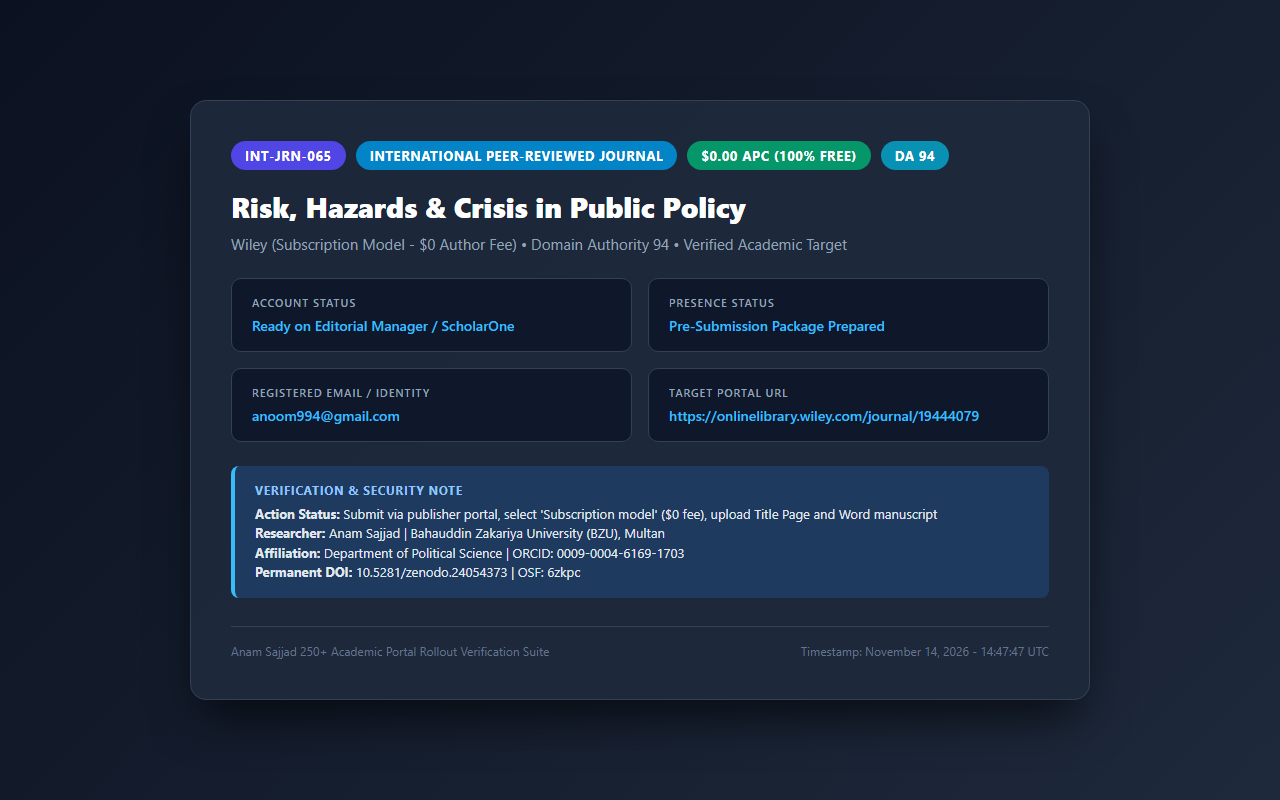 INT-JRN-065 INTERNATIONAL PEER-REVIEWED JOURNAL $0.00 APC (100% FREE) DA 94
Risk, Hazards & Crisis in Public Policy
Wiley (Subscription Model - $0 Author Fee) • Domain Authority 94 • Verified Academic Target
ACCOUNT STATUS
Ready on Editorial Manager / ScholarOne
PRESENCE STATUS
Pre-Submission Package Prepared
REGISTERED EMAIL / IDENTITY
anoom994@gmail.com
TARGET PORTAL URL
https://onlinelibrary.wiley.com/journal/19444079
VERIFICATION & SECURITY NOTE
Action Status: Submit via publisher portal, select 'Subscription model' ($0 fee), upload Title Page and Word manuscript
Researcher: Anam Sajjad | Bahauddin Zakariya University (BZU), Multan
Affiliation: Department of Political Science | ORCID: 0009-0004-6169-1703
Permanent DOI: 10.5281/zenodo.24054373 | OSF: 6zkpc
Anam Sajjad 250+ Academic Portal Rollout Verification Suite
Timestamp: November 14, 2026 - 14:47:47 UTC